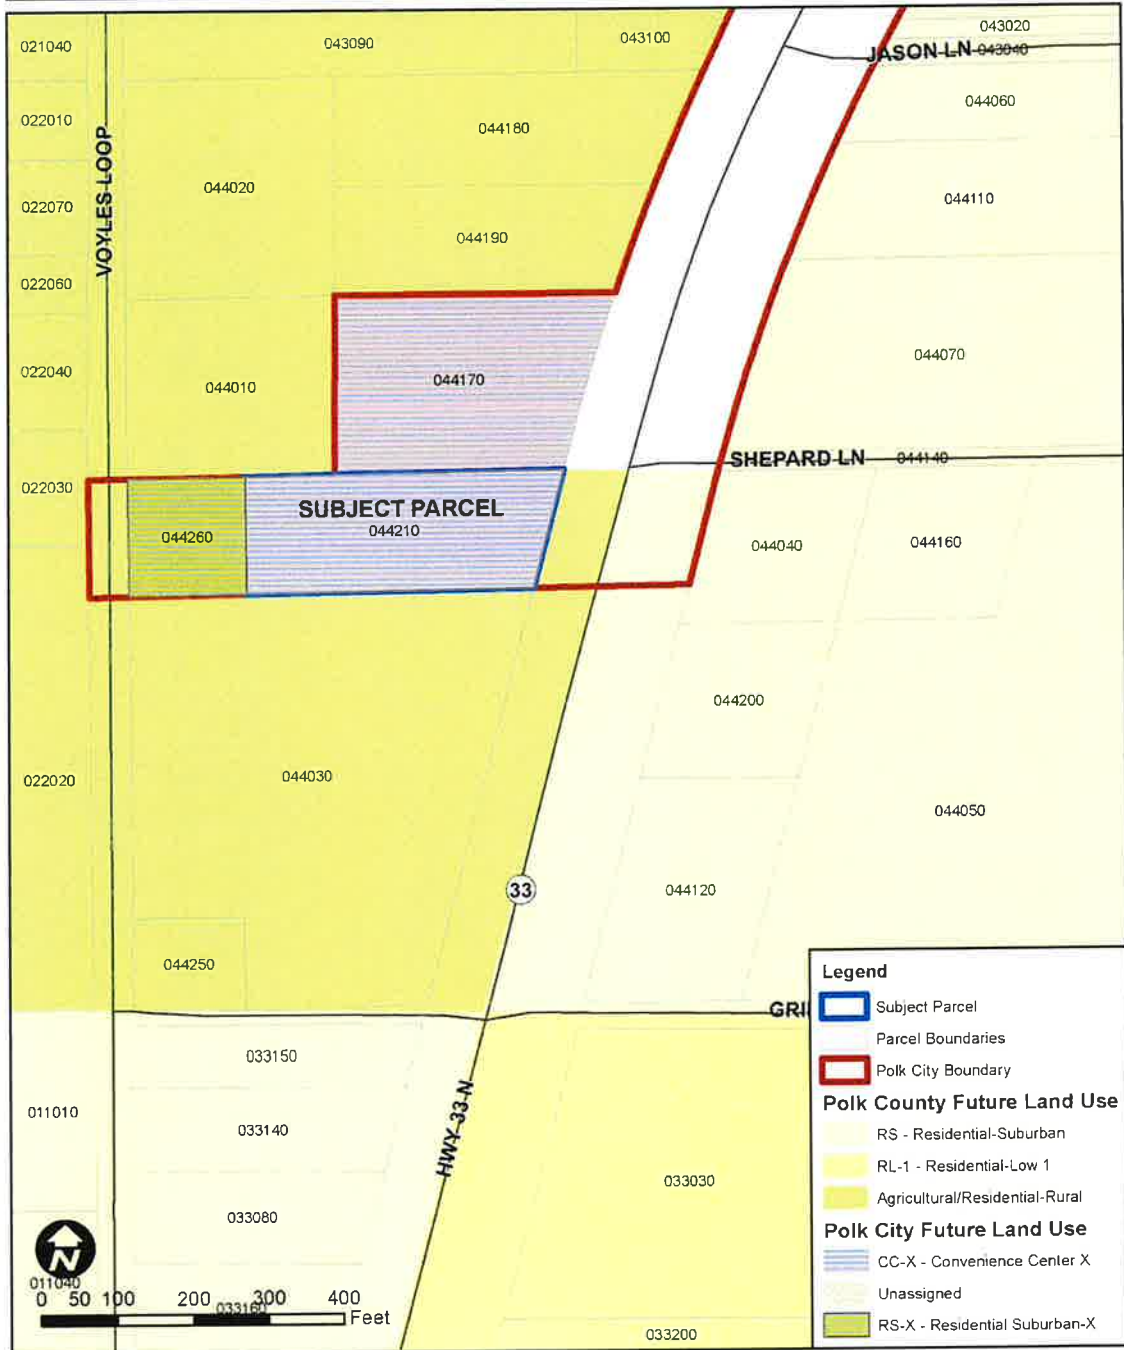 021040
043090
043100
043020
JASON LN 043040
022010
044180
044060
VOYLES LOOP
044020
022070
044110
044190
022060
022040
044010
044170
044070
SHEPARD LN 044140
022030
SUBJECT PARCEL
044260
044210
044040
044160
044200
022020
044030
044050
33
044120
044250
GRI
033150
011010
033140
HWY 33 N
033030
033080
N
011040
0 50 100 200 300 400
Feet
033160
033200
Legend
Subject Parcel
Parcel Boundaries
Polk City Boundary
Polk County Future Land Use
RS - Residential-Suburban
RL-1 - Residential-Low 1
Agricultural/Residential-Rural
Polk City Future Land Use
CC-X - Convenience Center X
Unassigned
RS-X - Residential Suburban-X